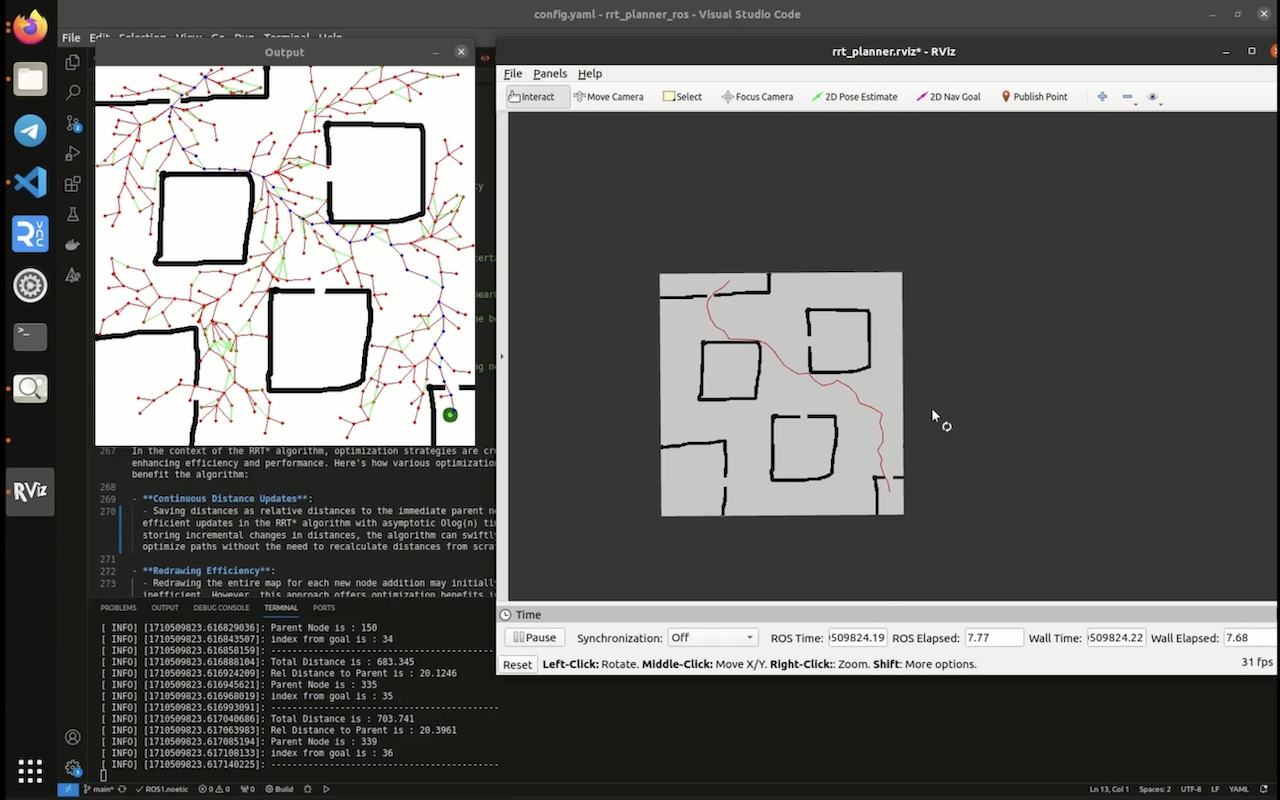 config.yaml - rrt_planner_ros - Visual Studio Code
File Edit Selection View Go Run Terminal Help
Output
rrt_planner.rviz* - RViz
File Panels Help
Interact Move Camera Select Focus Camera 2D Pose Estimate 2D Nav Goal Publish Point
267 In the context of the RRT* algorithm, optimization strategies are
enhancing efficiency and performance. Here's how various
benefit the algorithm:
268
269 - **Continuous Distance Updates**:
270 - Saving distances as relative distances to the immediate parent
efficient updates in the RRT* algorithm with asymptotic Olog(n)
storing incremental changes in distances, the algorithm can
optimize paths without the need to recalculate distances from
271
272 - **Redrawing Efficiency**:
273 - Redrawing the entire map for each new node addition may
inefficient. However, this approach offers optimization benefits
PROBLEMS OUTPUT DEBUG CONSOLE TERMINAL PORTS
[ INFO] [1710509823.616829036]: Parent Node is : 150
[ INFO] [1710509823.616843507]: index from goal is : 34
[ INFO] [1710509823.616858159]: ------------------------------------------
[ INFO] [1710509823.616888104]: Total Distance is : 683.345
[ INFO] [1710509823.616924209]: Rel Distance to Parent is : 20.1246
[ INFO] [1710509823.616945621]: Parent Node is : 335
[ INFO] [1710509823.616968019]: index from goal is : 35
[ INFO] [1710509823.616993091]: ------------------------------------------
[ INFO] [1710509823.617040686]: Total Distance is : 703.741
[ INFO] [1710509823.617063983]: Rel Distance to Parent is : 20.3961
[ INFO] [1710509823.617085194]: Parent Node is : 339
[ INFO] [1710509823.617108133]: index from goal is : 36
[ INFO] [1710509823.617140225]: ------------------------------------------
Time
Pause Synchronization: Off ROS Time: 509824.19 ROS Elapsed: 7.77 Wall Time: 509824.22 Wall Elapsed: 7.68
Reset Left-Click: Rotate. Middle-Click: Move X/Y. Right-Click:: Zoom. Shift: More options. 31 fps
RViz
main* ROS1.noetic 0 0 0 Build Ln 13, Col 1 Spaces: 2 UTF-8 LF YAML